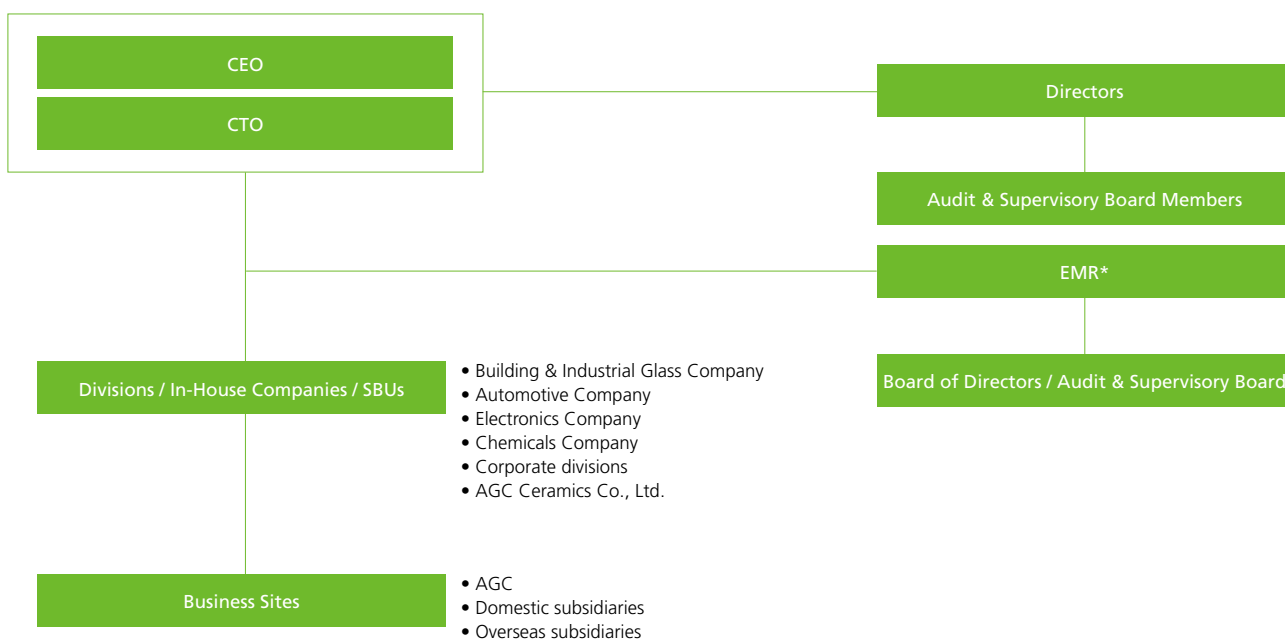 CEO
CTO
Directors
Audit & Supervisory Board Members
EMR*
Divisions / In-House Companies / SBUs
• Building & Industrial Glass Company
• Automotive Company
• Electronics Company
• Chemicals Company
• Corporate divisions
• AGC Ceramics Co., Ltd.
Board of Directors / Audit & Supervisory Board
Business Sites
• AGC
• Domestic subsidiaries
• Overseas subsidiaries